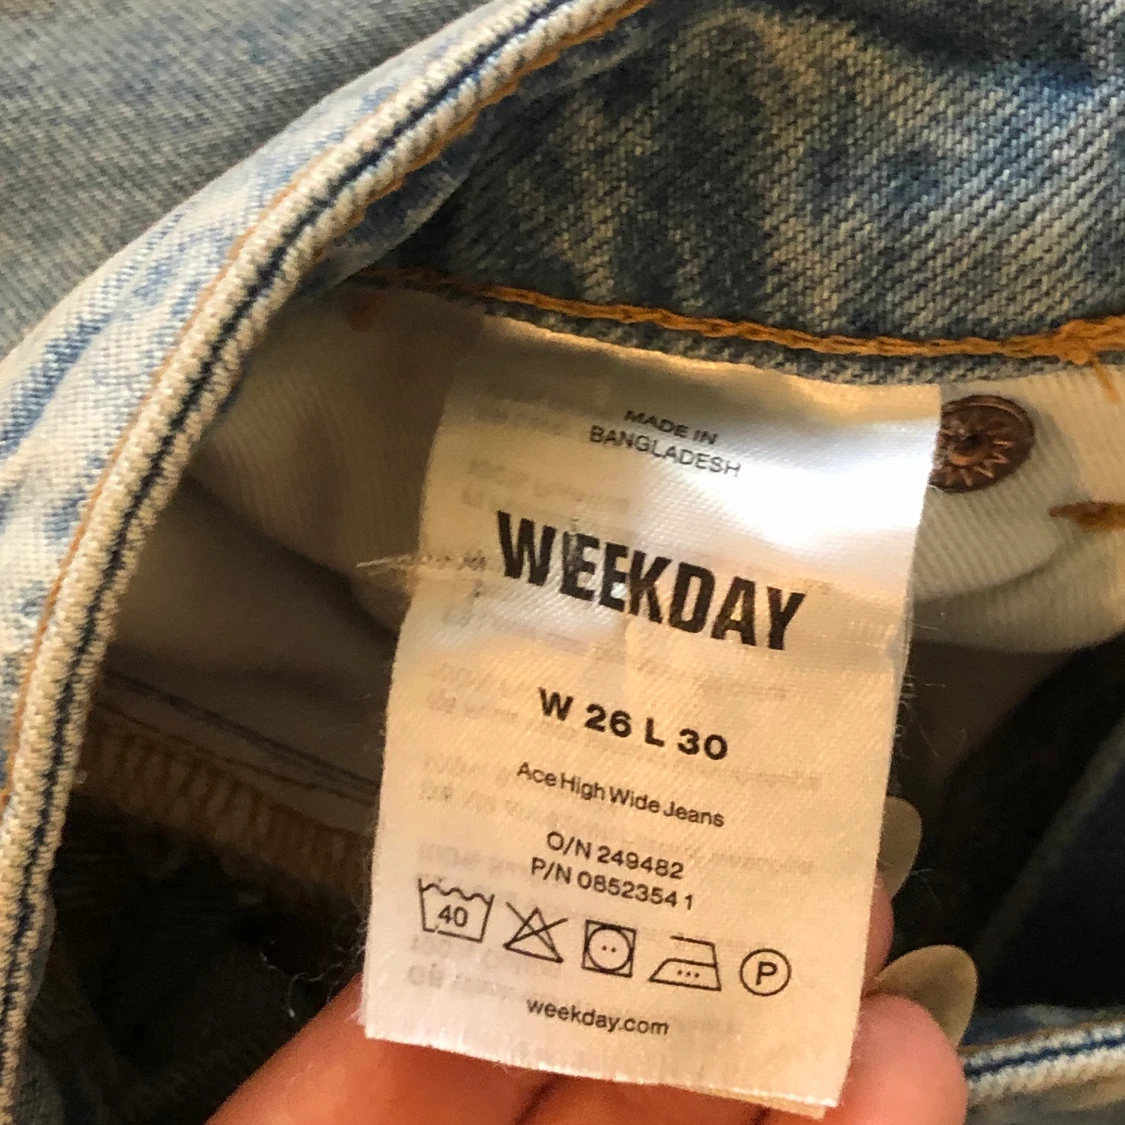 MADE IN
BANGLADESH
WEEKDAY
W 26 L 30
Ace High Wide Jeans
O/N 249482
P/N 0852354 1
40
P
weekday.com